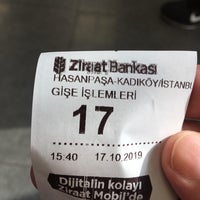 Ziraat Bankası
HASANPAŞA-KADIKÖY/İSTANB
GİŞE İŞLEMLERİ
17
15:40 17.10.2019
Dijitalin kolayı
Ziraat Mobil'de